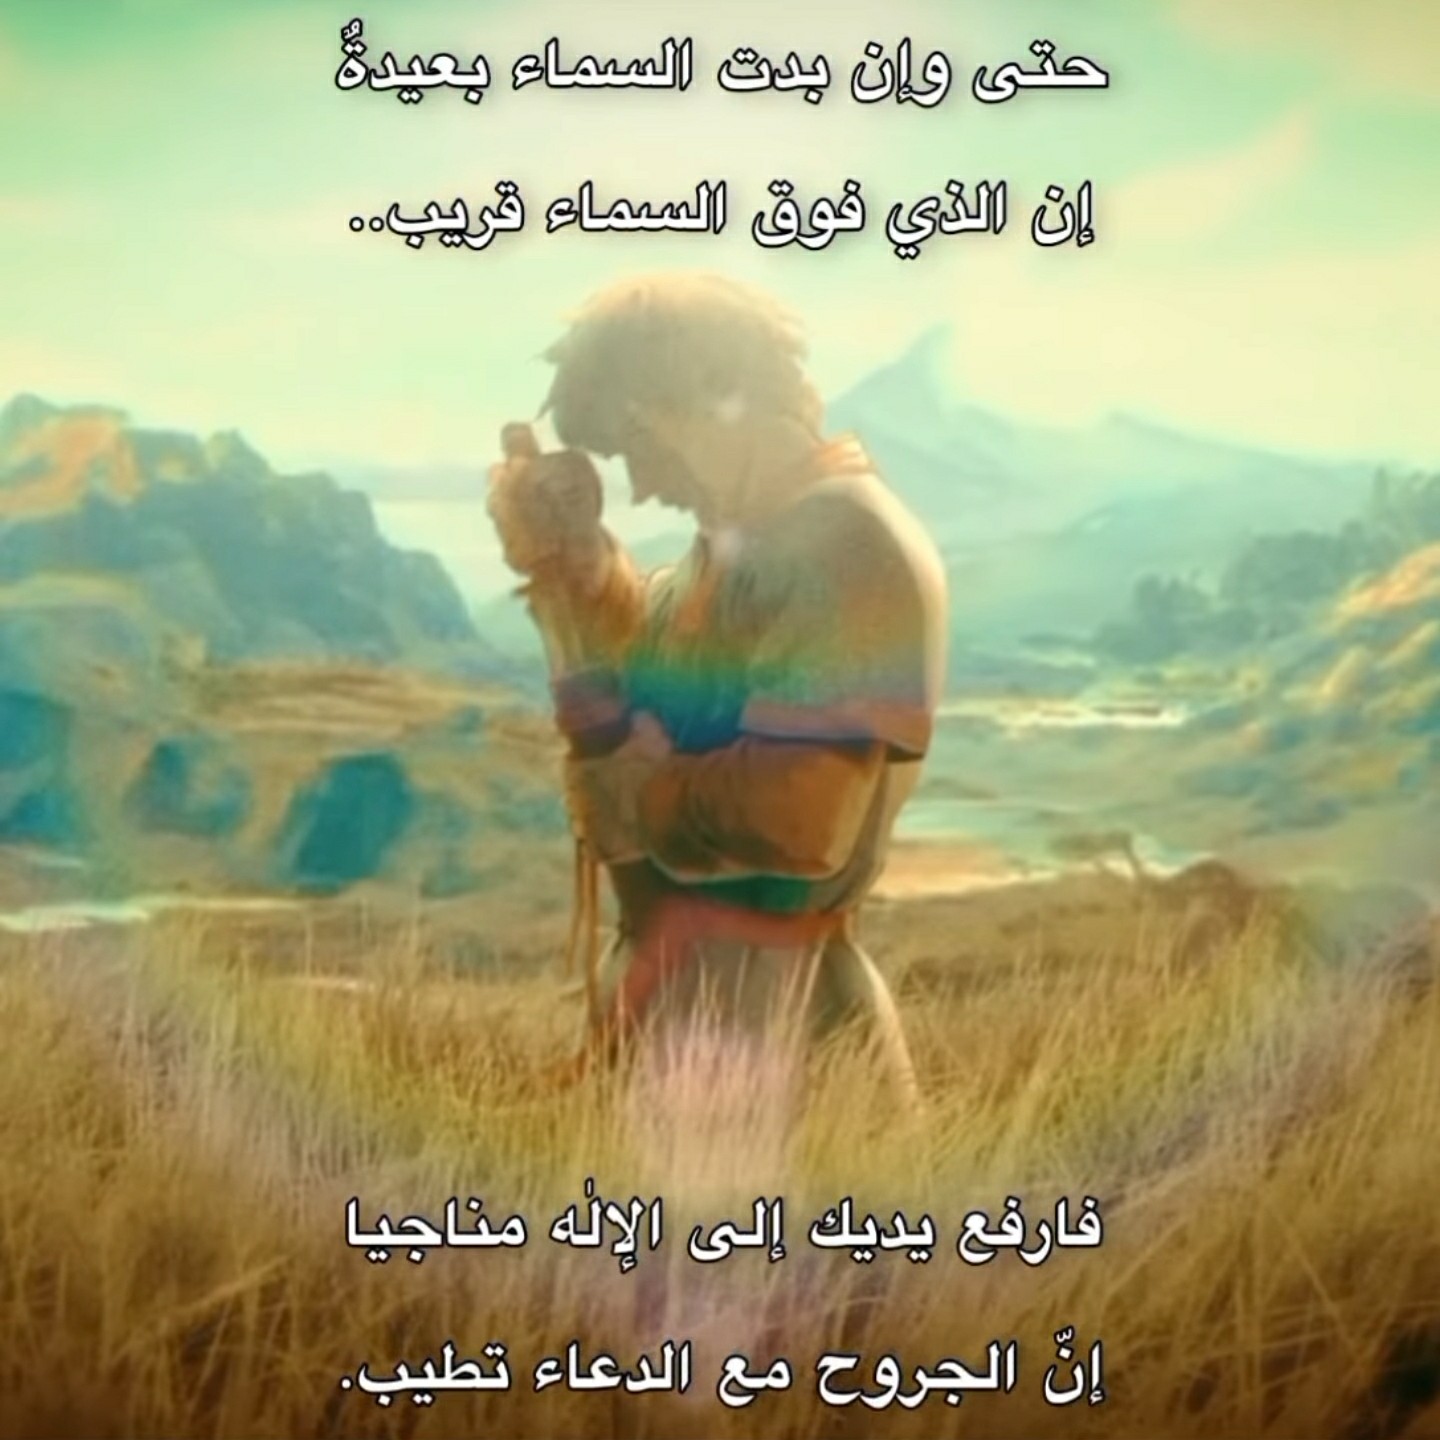 حتى وإن بدت السماء بعيدةٌ
إن الذي فوق السماء قريب..
فارفع يديك إلى الإلٰه مناجيا
إنّ الجروح مع الدعاء تطيب.